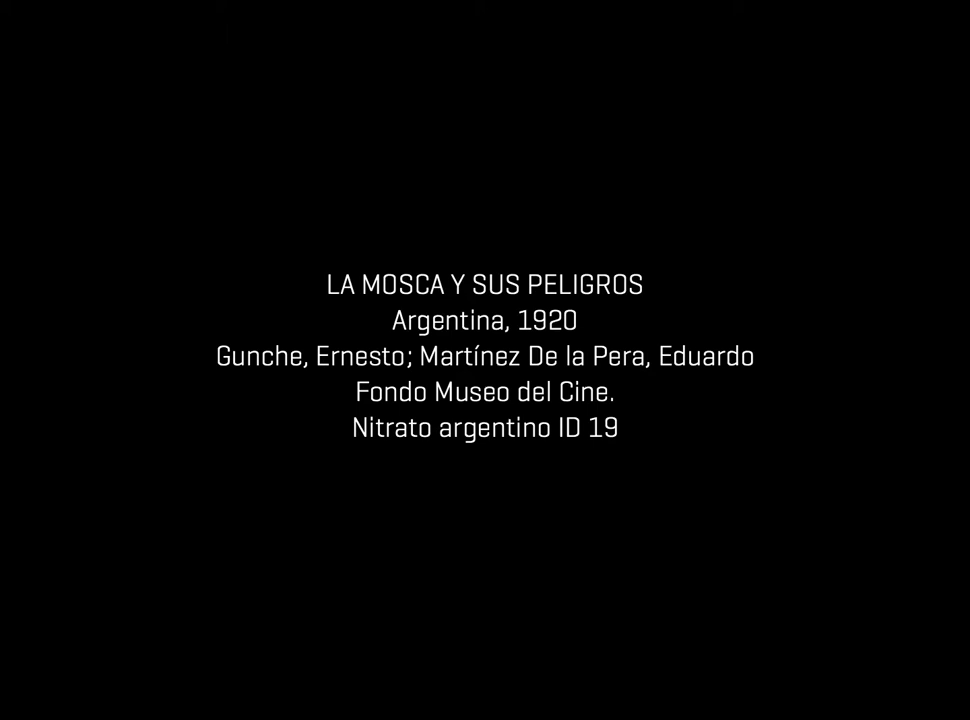 LA MOSCA Y SUS PELIGROS
Argentina, 1920
Gunche, Ernesto; Martínez De la Pera, Eduardo
Fondo Museo del Cine.
Nitrato argentino ID 19